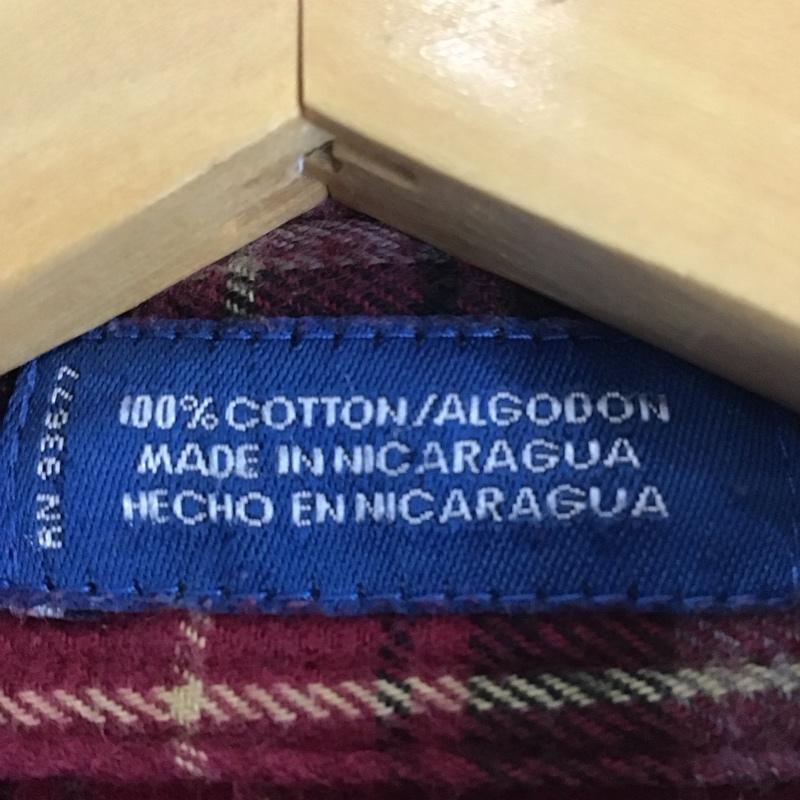 100% COTTON/ALGODON
MADE IN NICARAGUA
HECHO EN NICARAGUA
RN 93677